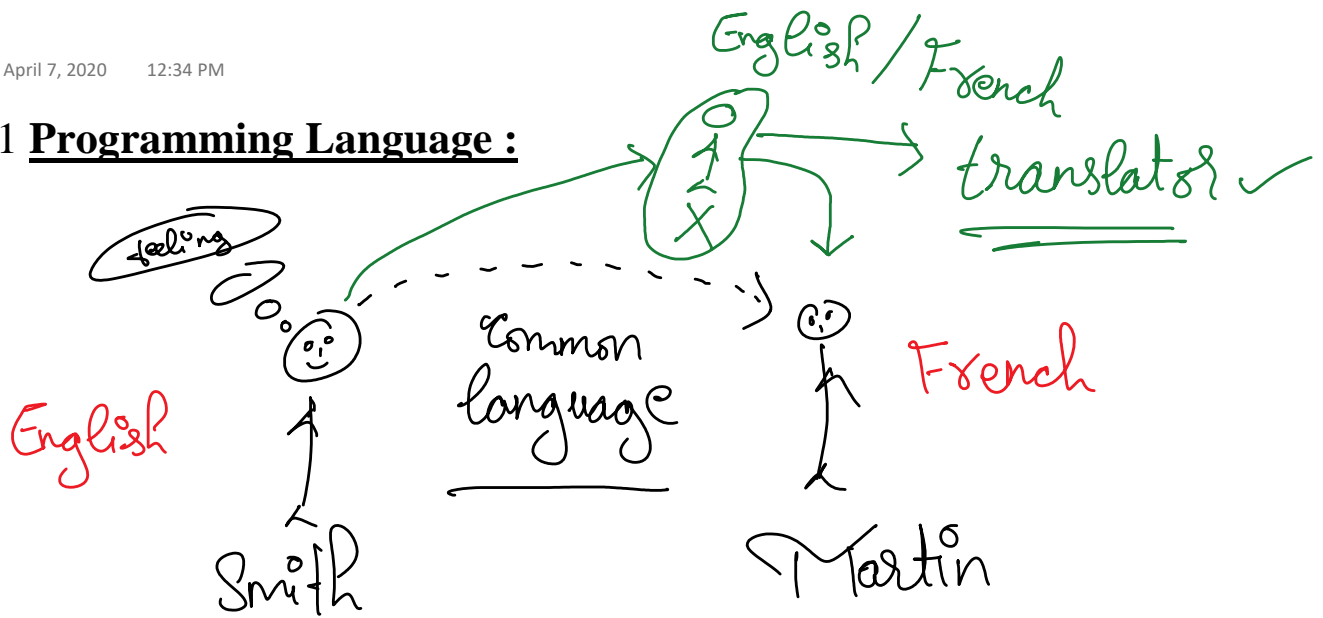 April 7, 2020 12:34 PM
English / French
1 Programming Language :
translator
feeling
Common
language
French
English
Smith
Martin